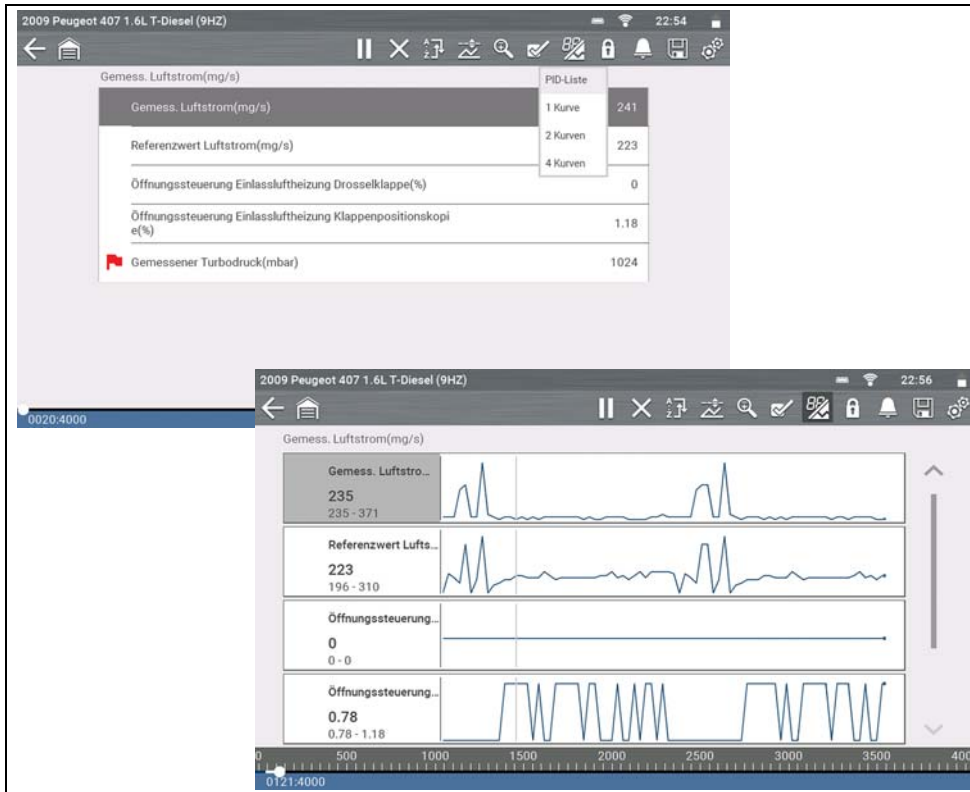 2009 Peugeot 407 1.6L T-Diesel (9HZ)
22:54
Gemess. Luftstrom(mg/s)
PID-Liste
1 Kurve
2 Kurven
4 Kurven
Gemess. Luftstrom(mg/s) 241
Referenzwert Luftstrom(mg/s) 223
Öffnungssteuerung Einlassluftheizung Drosselklappe(%) 0
Öffnungssteuerung Einlassluftheizung Klappenpositionskopi
e(%) 1.18
Gemessener Turbodruck(mbar) 1024
0020:4000
2009 Peugeot 407 1.6L T-Diesel (9HZ)
22:56
Gemess. Luftstrom(mg/s)
Gemess. Luftstro...
235
235 - 371
Referenzwert Lufts...
223
196 - 310
Öffnungssteuerung...
0
0 - 0
Öffnungssteuerung...
0.78
0.78 - 1.18
0 500 1000 1500 2000 2500 3000 3500 400
0121:4000